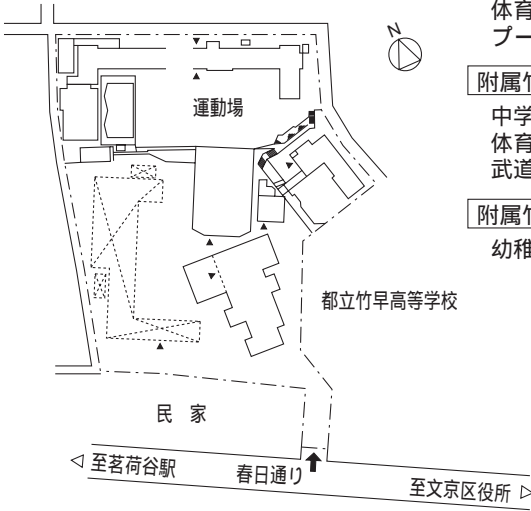 N
運動場
都立竹早高等学校
民 家
◁ 至茗荷谷駅
春日通り
至文京区役所 ▷
体育
プー
附属竹
中学
体育
武道
附属竹
幼稚